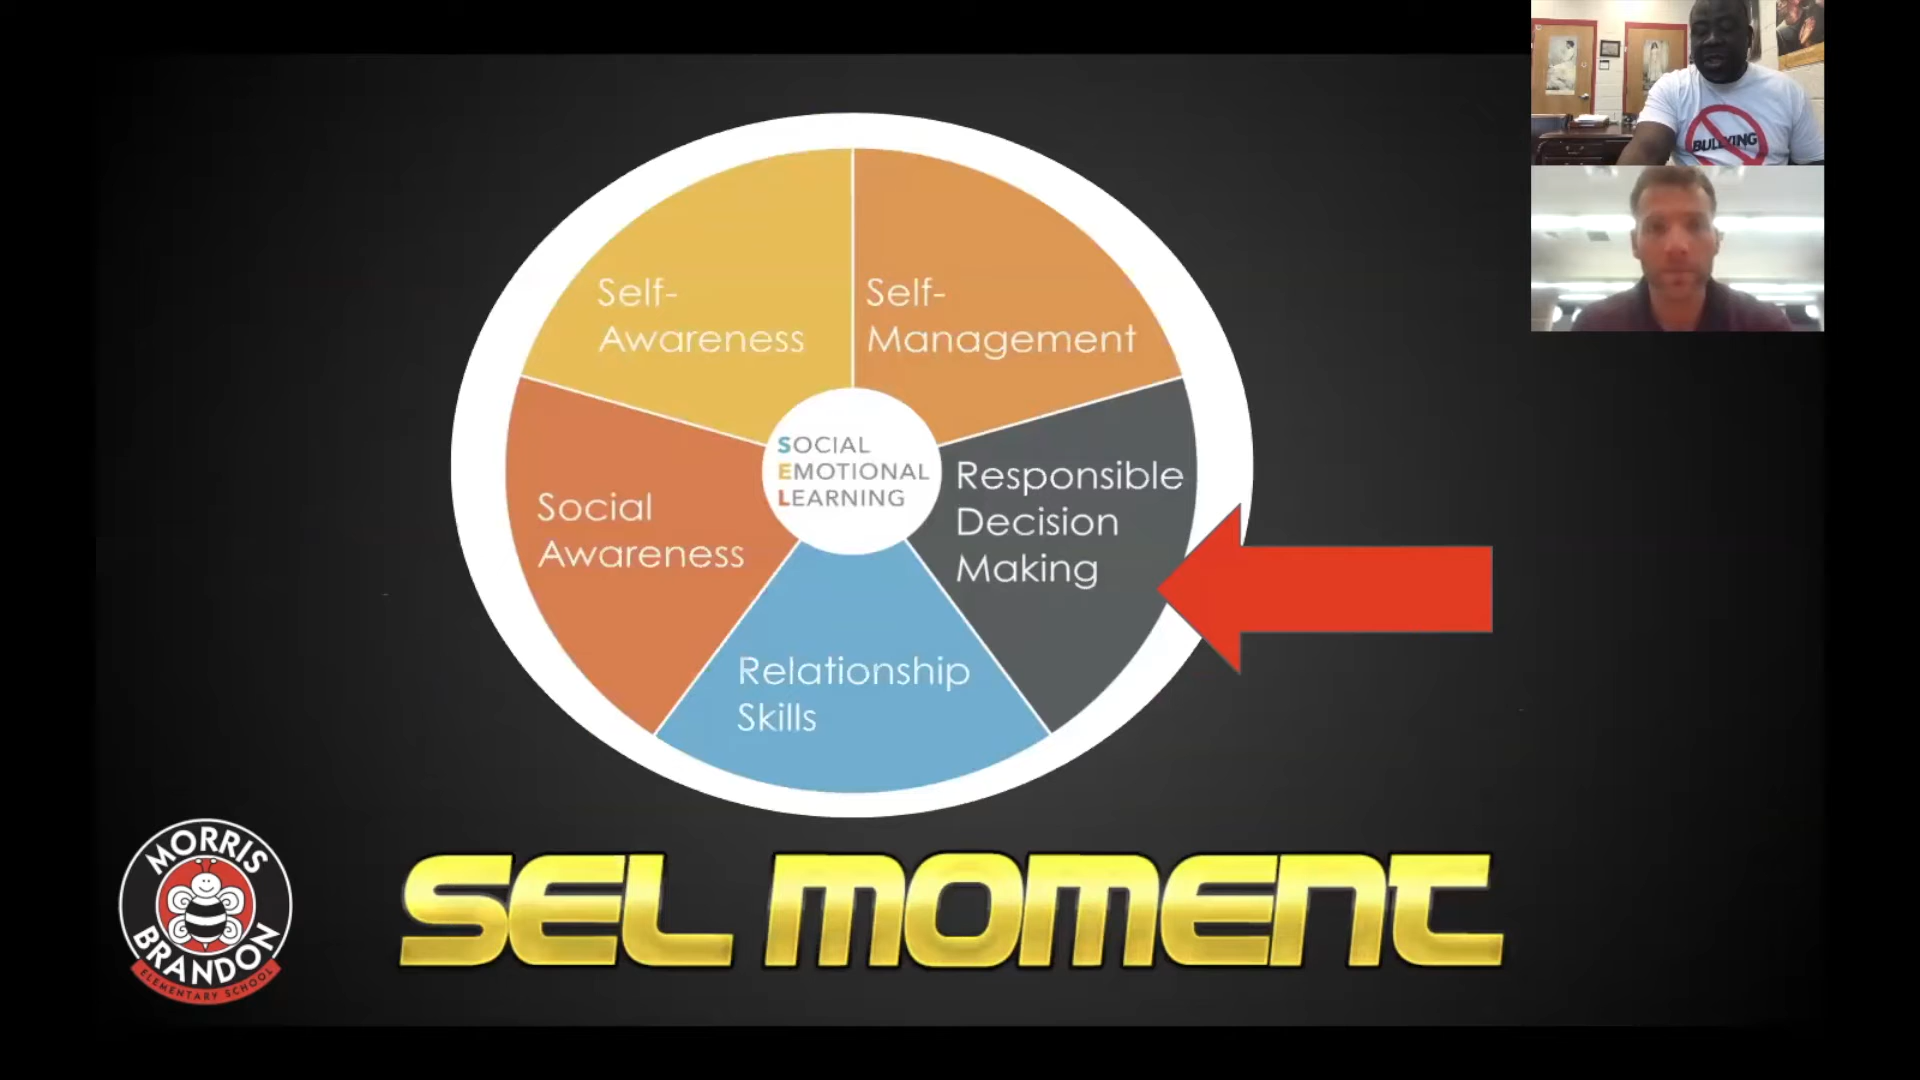 Self-
Awareness
Self-
Management
SOCIAL
EMOTIONAL
LEARNING
Responsible
Decision
Making
Social
Awareness
Relationship
Skills
SEL MOMENT
MORRIS
BRANDON
ELEMENTARY SCHOOL
BULLYING